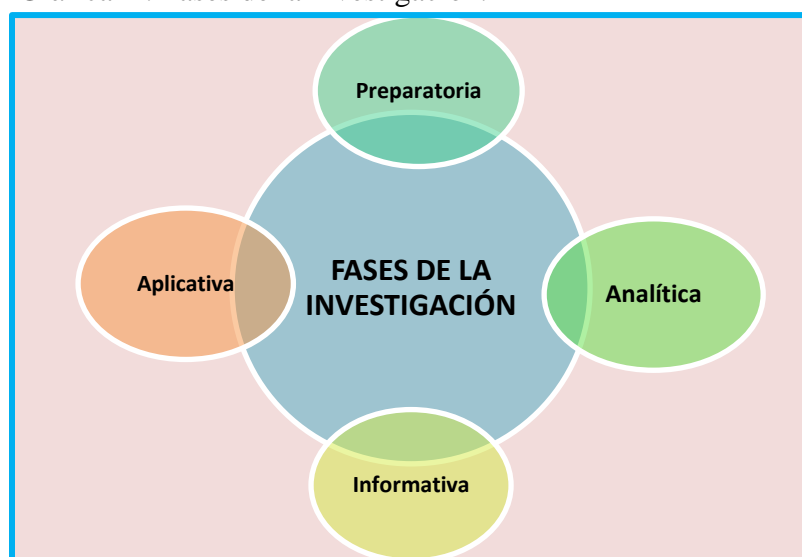 Preparatoria
Aplicativa
FASES DE LA
INVESTIGACIÓN
Analítica
Informativa